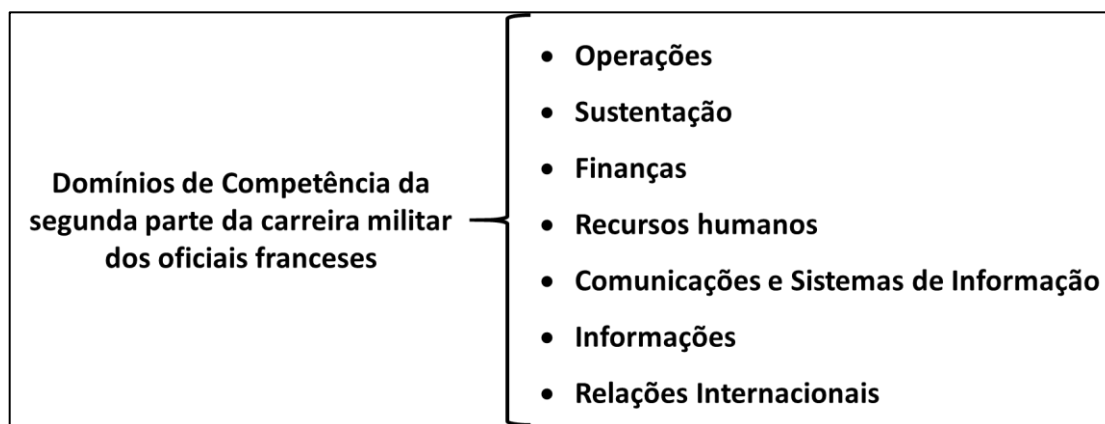 Domínios de Competência da
segunda parte da carreira militar
dos oficiais franceses
• Operações
• Sustentação
• Finanças
• Recursos humanos
• Comunicações e Sistemas de Informação
• Informações
• Relações Internacionais